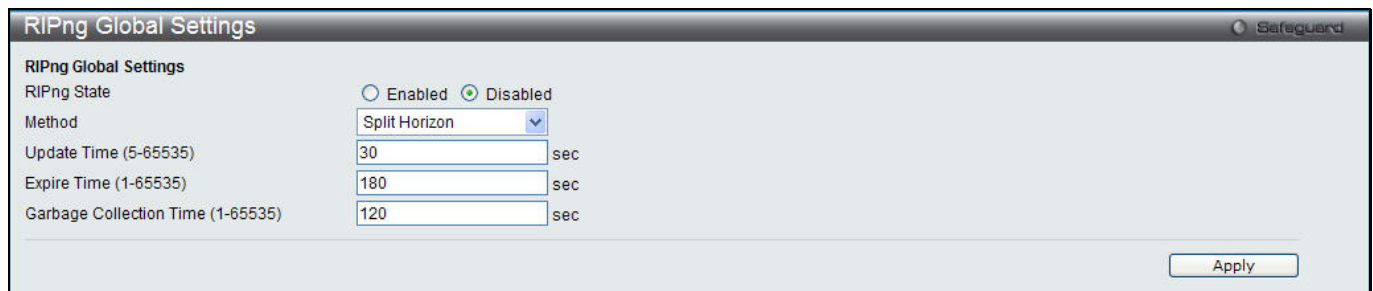 RIPng Global Settings
Safeguard
RIPng Global Settings
RIPng State Enabled Disabled
Method Split Horizon
Update Time (5-65535) 30 sec
Expire Time (1-65535) 180 sec
Garbage Collection Time (1-65535) 120 sec
Apply